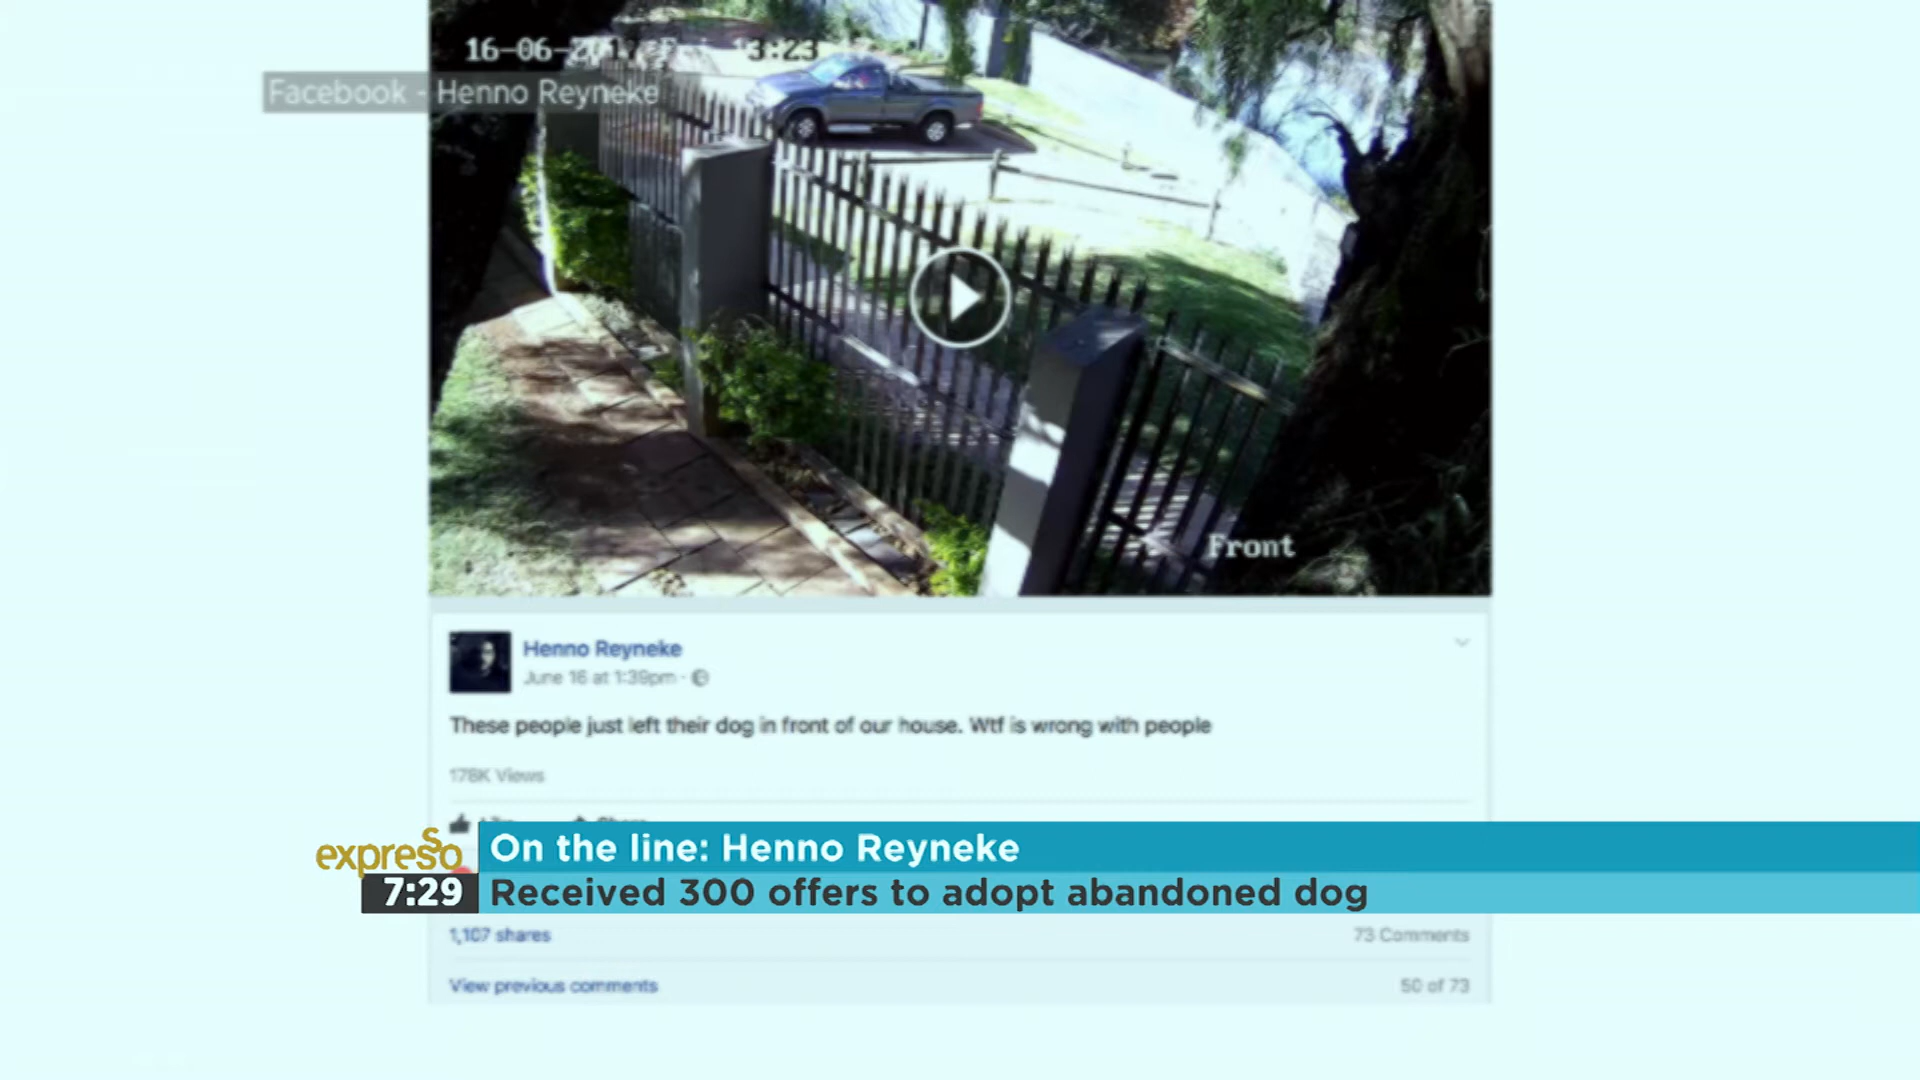 16-06-
Facebook - Henno Reyneke
Front
Henno Reyneke
June 16 at 1:39pm
These people just left their dog in front of our house. Wtf is wrong with people
178K Views
expresso
On the line: Henno Reyneke
7:29
Received 300 offers to adopt abandoned dog
1,107 shares
73 Comments
View previous comments
50 of 73